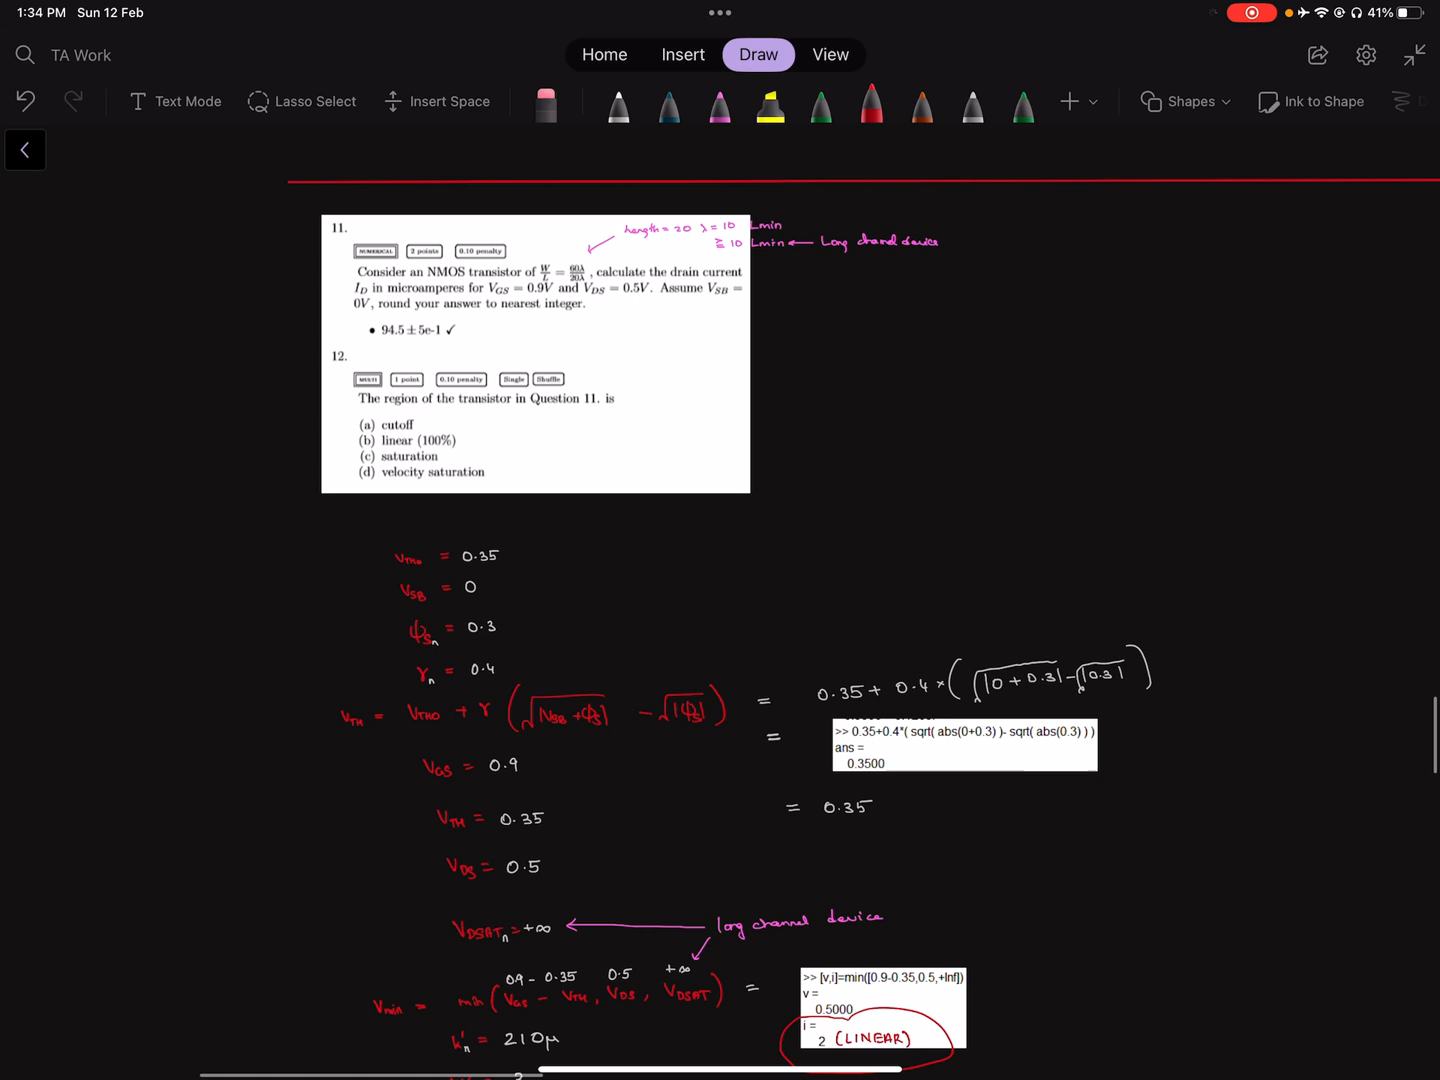 1:34 PM Sun 12 Feb
41%
TA Work
Home Insert Draw View
Text Mode Lasso Select Insert Space Shapes Ink to Shape
11.
NUMERICAL 2 points 0.10 penalty
Consider an NMOS transistor of W/L = 60λ/20λ , calculate the drain current
I_D in microamperes for V_GS = 0.9V and V_DS = 0.5V. Assume V_SB =
0V, round your answer to nearest integer.
• 94.5 ± 5e-1 ✓
12.
MULTI 1 point 0.10 penalty Single Shuffle
The region of the transistor in Question 11. is
(a) cutoff
(b) linear (100%)
(c) saturation
(d) velocity saturation
Length = 20 λ = 10 Lmin
≥ 10 Lmin ← Long channel device
V_THO = 0.35
V_SB = 0
ψ_Sn = 0.3
γ_n = 0.4
V_TH = V_THO + γ (√|V_SB + ψ_S| - √|ψ_S|) = 0.35 + 0.4 * (√|0 + 0.3| - √|0.3|)
= >> 0.35+0.4*( sqrt( abs(0+0.3) )- sqrt( abs(0.3) ) )
ans =
0.3500
V_GS = 0.9
= 0.35
V_TH = 0.35
V_DS = 0.5
V_DSATn = +∞ ← long channel device
0.9 - 0.35 0.5 +∞
V_min = min (V_GS - V_TH, V_DS, V_DSAT) =
>> [v,i]=min([0.9-0.35,0.5,+Inf])
v =
0.5000
i =
2 (LINEAR)
k'_n = 210μ